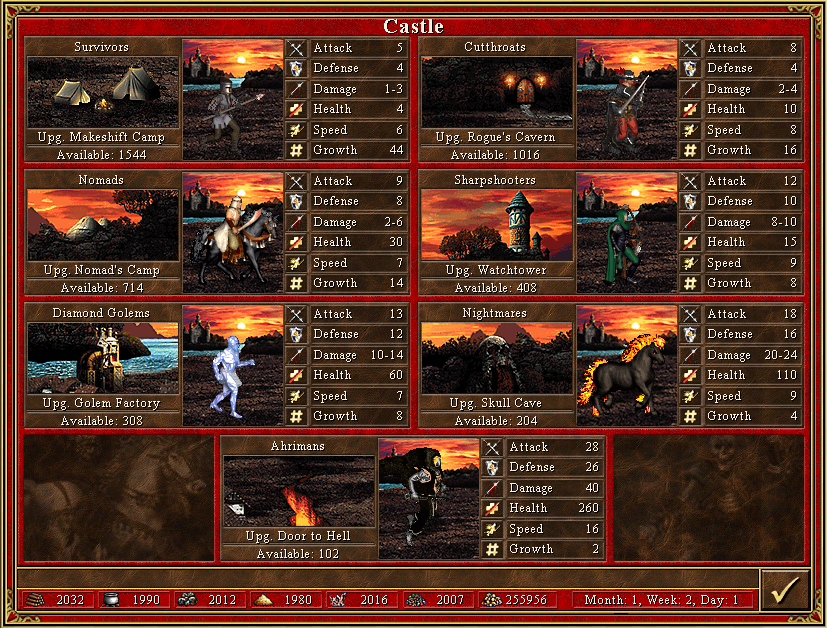 Castle
Survivors
Attack 5
Defense 4
Damage 1-3
Health 4
Speed 6
Growth 44
Upg. Makeshift Camp
Available: 1544
Cutthroats
Attack 8
Defense 4
Damage 2-4
Health 10
Speed 8
Growth 16
Upg. Rogue's Cavern
Available: 1016
Nomads
Attack 9
Defense 8
Damage 2-6
Health 30
Speed 7
Growth 14
Upg. Nomad's Camp
Available: 714
Sharpshooters
Attack 12
Defense 10
Damage 8-10
Health 15
Speed 9
Growth 8
Upg. Watchtower
Available: 408
Diamond Golems
Attack 13
Defense 12
Damage 10-14
Health 60
Speed 7
Growth 8
Upg. Golem Factory
Available: 308
Nightmares
Attack 18
Defense 16
Damage 20-24
Health 110
Speed 9
Growth 4
Upg. Skull Cave
Available: 204
Ahrimans
Attack 28
Defense 26
Damage 40
Health 260
Speed 16
Growth 2
Upg. Door to Hell
Available: 102
2032 1990 2012 1980 2016 2007 255956 Month: 1, Week: 2, Day: 1